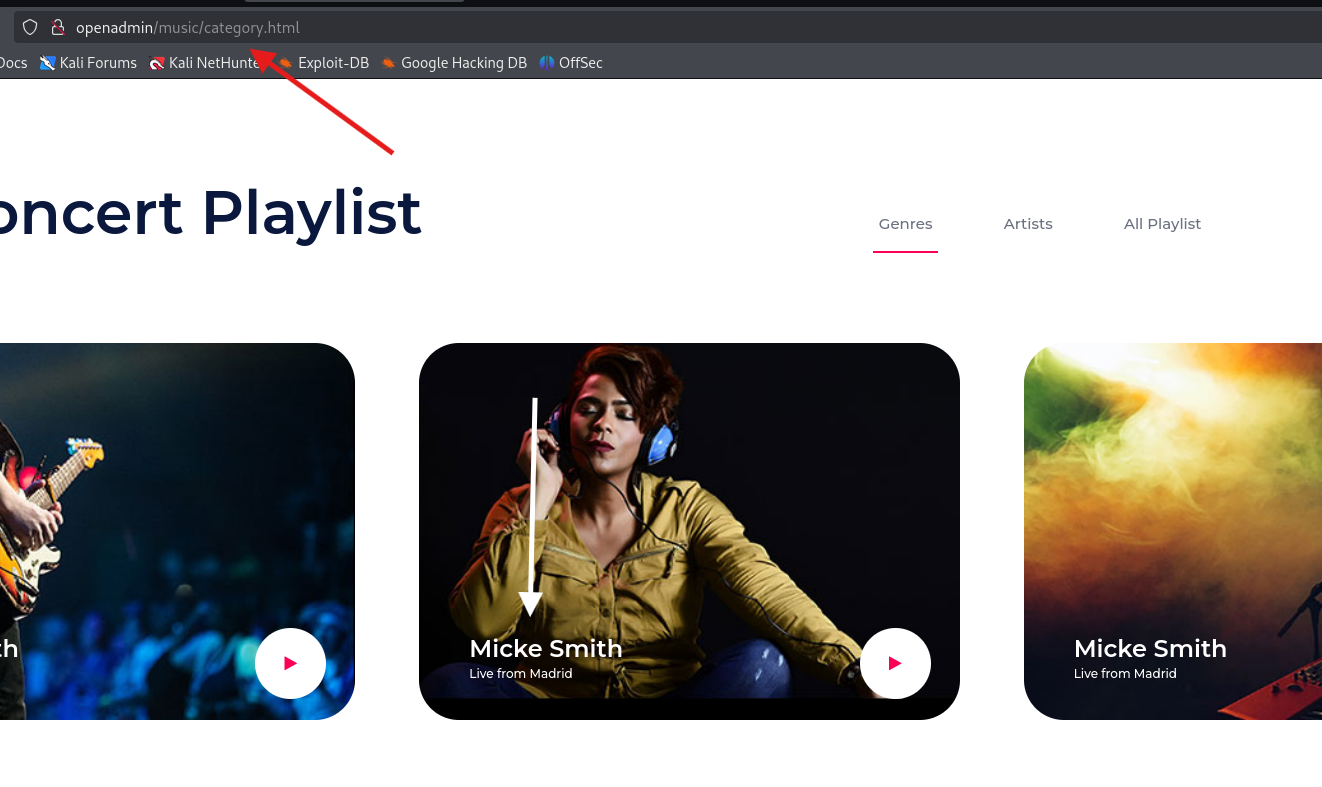 openadmin/music/category.html
Docs Kali Forums Kali NetHunte Exploit-DB Google Hacking DB OffSec
oncert Playlist
Genres Artists All Playlist
th
Micke Smith
Live from Madrid
Micke Smith
Live from Madrid